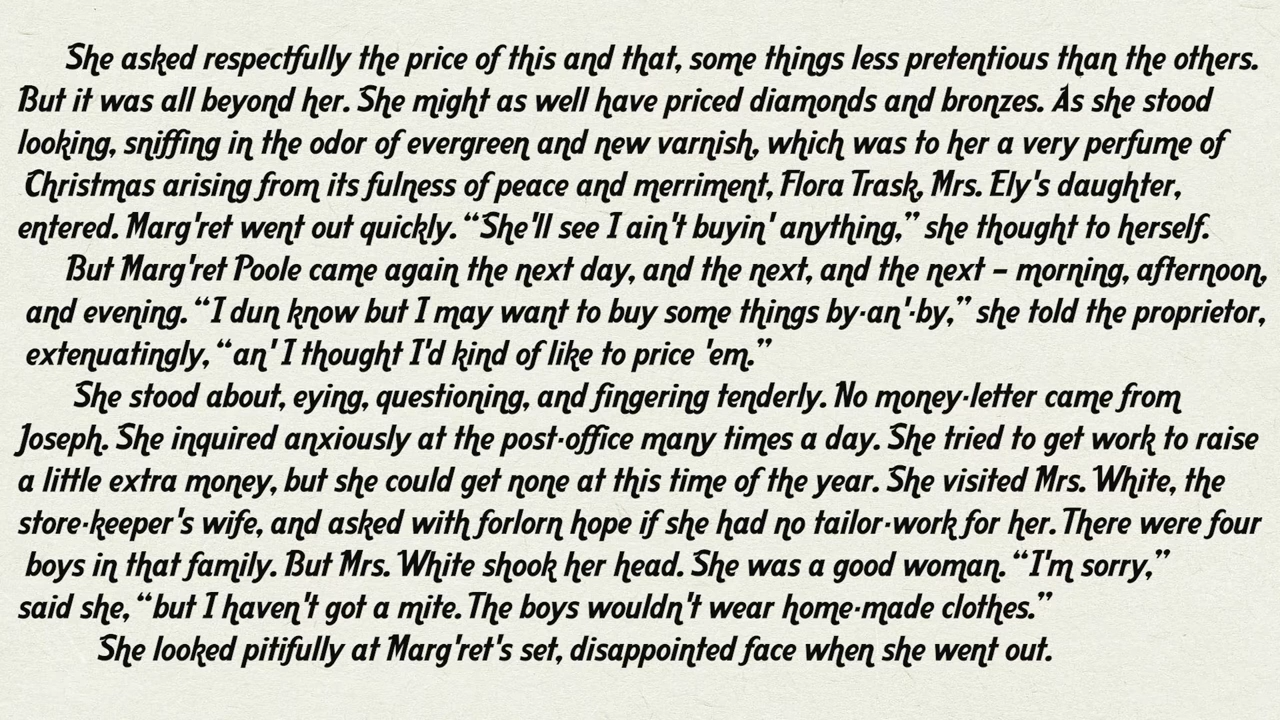 She asked respectfully the price of this and that, some things less pretentious than the others.
But it was all beyond her. She might as well have priced diamonds and bronzes. As she stood
looking, sniffing in the odor of evergreen and new varnish, which was to her a very perfume of
Christmas arising from its fulness of peace and merriment, Flora Trask, Mrs. Ely's daughter,
entered. Marg'ret went out quickly. “She'll see I ain't buyin' anything,” she thought to herself.
But Marg'ret Poole came again the next day, and the next, and the next – morning, afternoon,
and evening. “I dun know but I may want to buy some things by-an'-by,” she told the proprietor,
extenuatingly, “an' I thought I'd kind of like to price 'em.”
She stood about, eying, questioning, and fingering tenderly. No money-letter came from
Joseph. She inquired anxiously at the post-office many times a day. She tried to get work to raise
a little extra money, but she could get none at this time of the year. She visited Mrs. White, the
store-keeper's wife, and asked with forlorn hope if she had no tailor-work for her. There were four
boys in that family. But Mrs. White shook her head. She was a good woman. “I'm sorry,”
said she, “but I haven't got a mite. The boys wouldn't wear home-made clothes.”
She looked pitifully at Marg'ret's set, disappointed face when she went out.